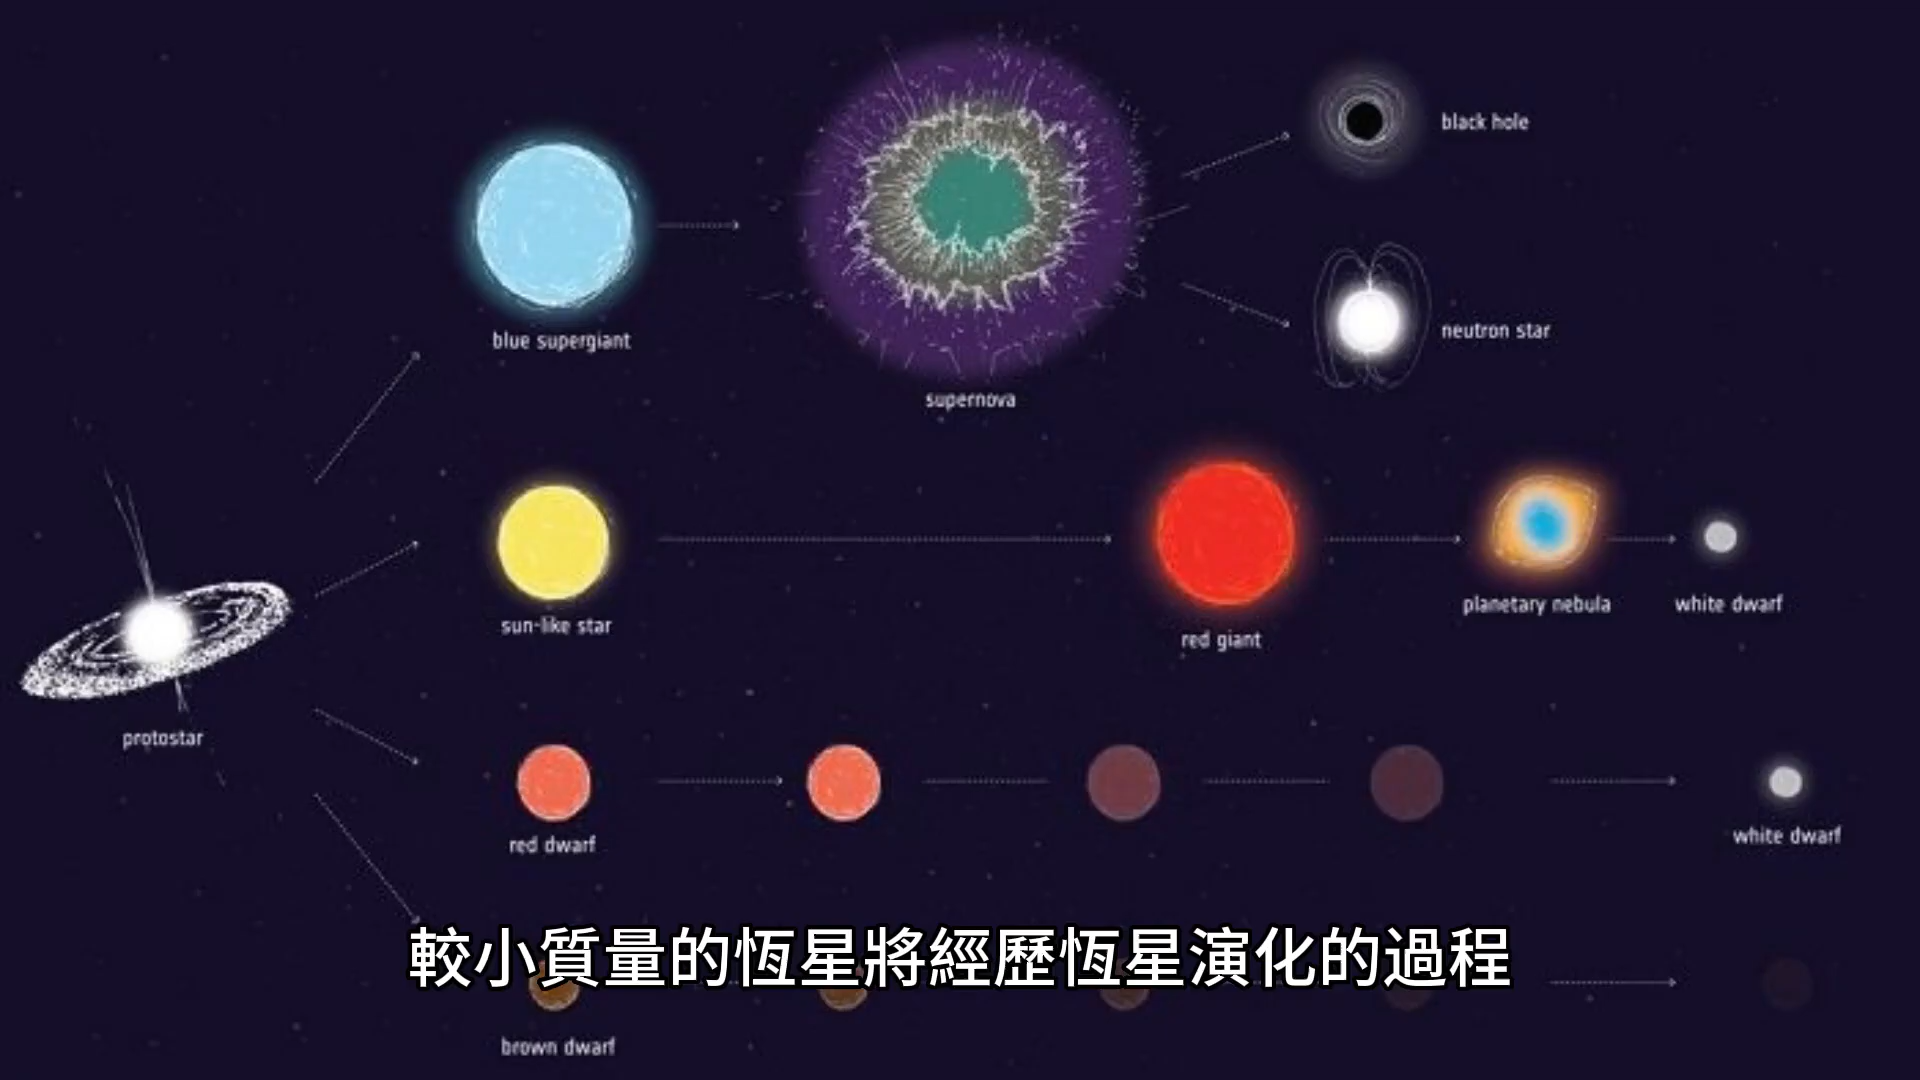 black hole
blue supergiant
neutron star
supernova
sun-like star
red giant
planetary nebula
white dwarf
protostar
red dwarf
white dwarf
較小質量的恆星將經歷恆星演化的過程
brown dwarf